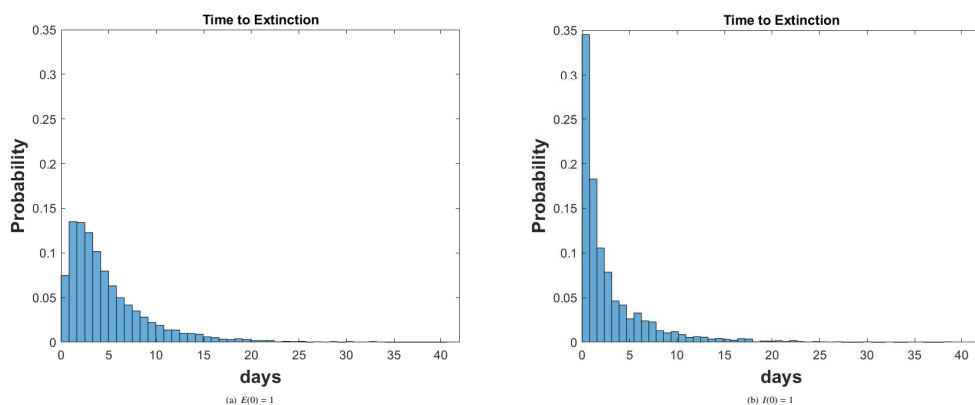 Time to Extinction
0.35
0.3
0.25
0.2
0.15
0.1
0.05
0
Probability
0 5 10 15 20 25 30 35 40
days
(a) E(0) = 1
Time to Extinction
0.35
0.3
0.25
0.2
0.15
0.1
0.05
0
Probability
0 5 10 15 20 25 30 35 40
days
(b) I(0) = 1